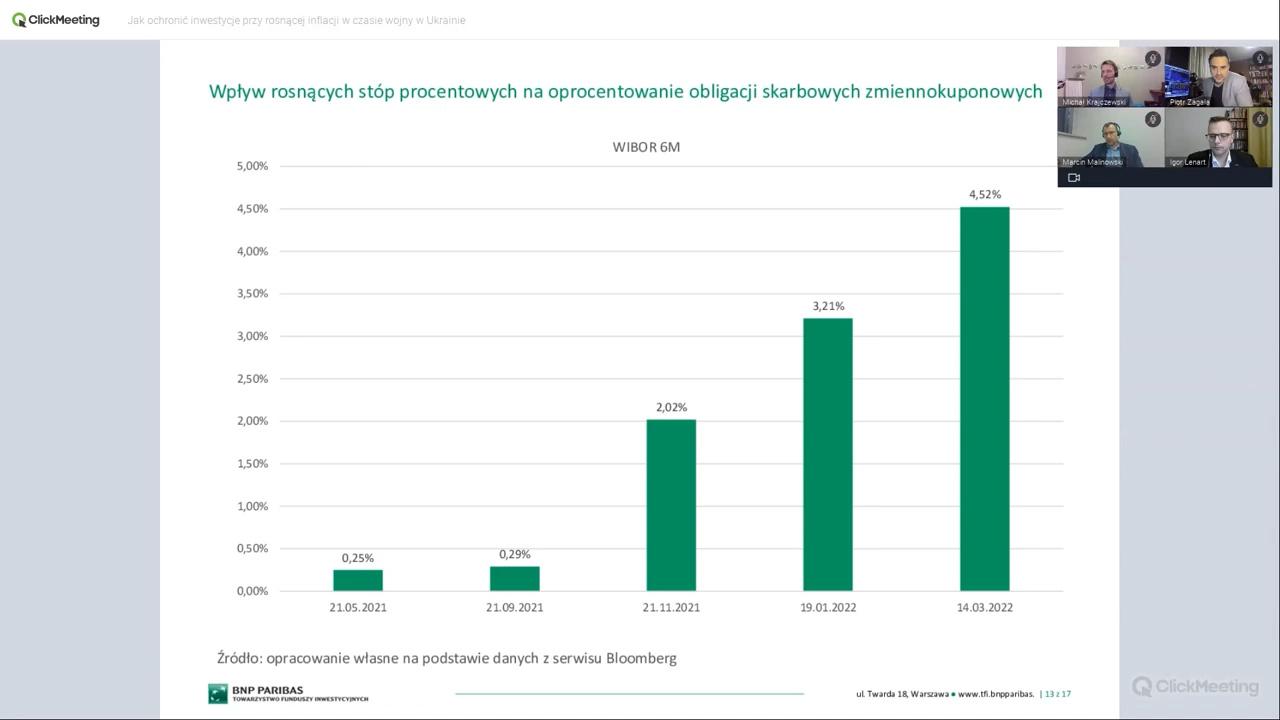 ClickMeeting
Jak ochronić inwestycje przy rosnącej inflacji w czasie wojny w Ukrainie
Wpływ rosnących stóp procentowych na oprocentowanie obligacji skarbowych zmiennokuponowych
Michał Krajczewski
Piotr Zagała
Marcin Malinowski
Igor Lenart
WIBOR 6M
5,00%
4,50%
4,00%
3,50%
3,00%
2,50%
2,00%
1,50%
1,00%
0,50%
0,00%
0,25%
0,29%
2,02%
3,21%
4,52%
21.05.2021
21.09.2021
21.11.2021
19.01.2022
14.03.2022
Źródło: opracowanie własne na podstawie danych z serwisu Bloomberg
BNP PARIBAS
TOWARZYSTWO FUNDUSZY INWESTYCYJNYCH
ul. Twarda 18, Warszawa ● www.tfi.bnpparibas. | 13 z 17
ClickMeeting